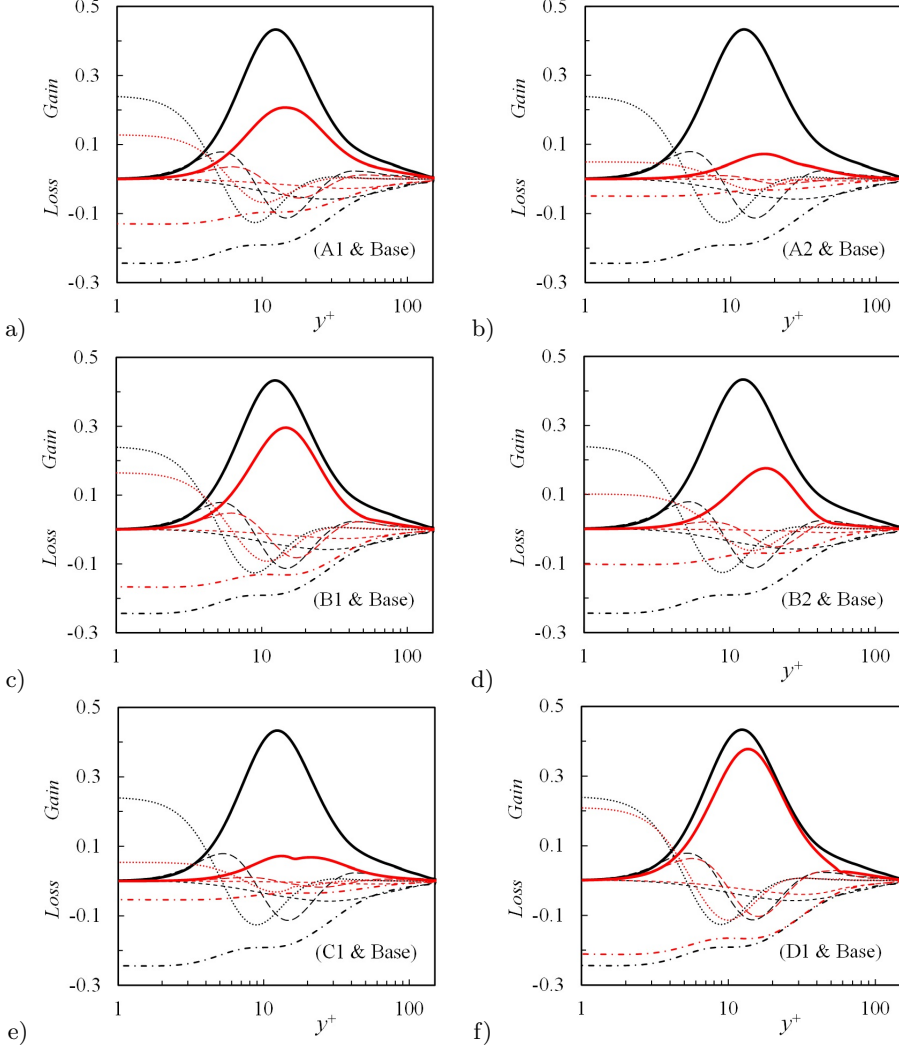 0.5
0.3
0.1
-0.1
-0.3
Gain
Loss
(A1 & Base)
1
10
100
y+
a)
0.5
0.3
0.1
-0.1
-0.3
Gain
Loss
(A2 & Base)
1
10
100
y+
b)
0.5
0.3
0.1
-0.1
-0.3
Gain
Loss
(B1 & Base)
1
10
100
y+
c)
0.5
0.3
0.1
-0.1
-0.3
Gain
Loss
(B2 & Base)
1
10
100
y+
d)
0.5
0.3
0.1
-0.1
-0.3
Gain
Loss
(C1 & Base)
1
10
100
y+
e)
0.5
0.3
0.1
-0.1
-0.3
Gain
Loss
(D1 & Base)
1
10
100
y+
f)